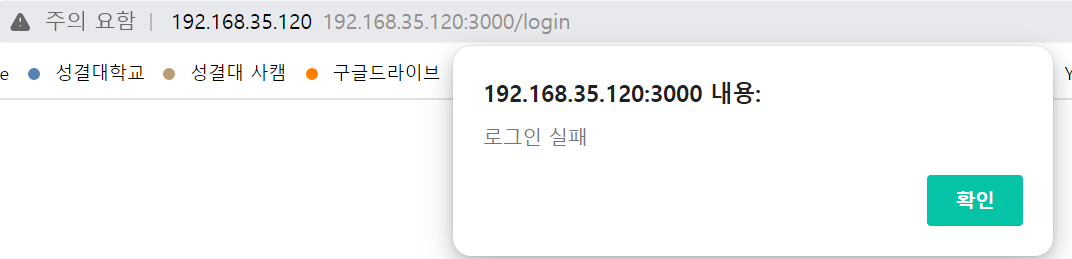 주의 요함 | 192.168.35.120 192.168.35.120:3000/login
e 성결대학교 성결대 사캠 구글드라이브 Y
192.168.35.120:3000 내용:
로그인 실패
확인